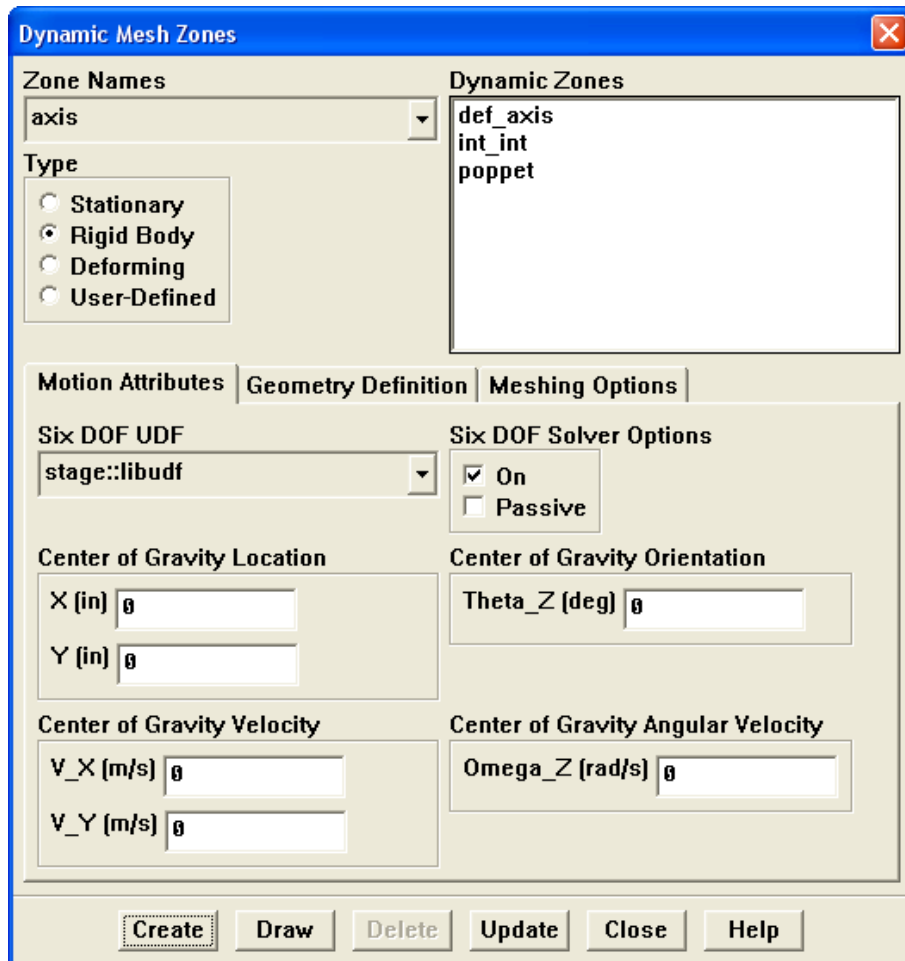 Dynamic Mesh Zones
Zone Names
axis
Type
Stationary
Rigid Body
Deforming
User-Defined
Dynamic Zones
def_axis
int_int
poppet
Motion Attributes
Geometry Definition
Meshing Options
Six DOF UDF
stage::libudf
Six DOF Solver Options
On
Passive
Center of Gravity Location
X (in) 0
Y (in) 0
Center of Gravity Orientation
Theta_Z (deg) 0
Center of Gravity Velocity
V_X (m/s) 0
V_Y (m/s) 0
Center of Gravity Angular Velocity
Omega_Z (rad/s) 0
Create
Draw
Delete
Update
Close
Help